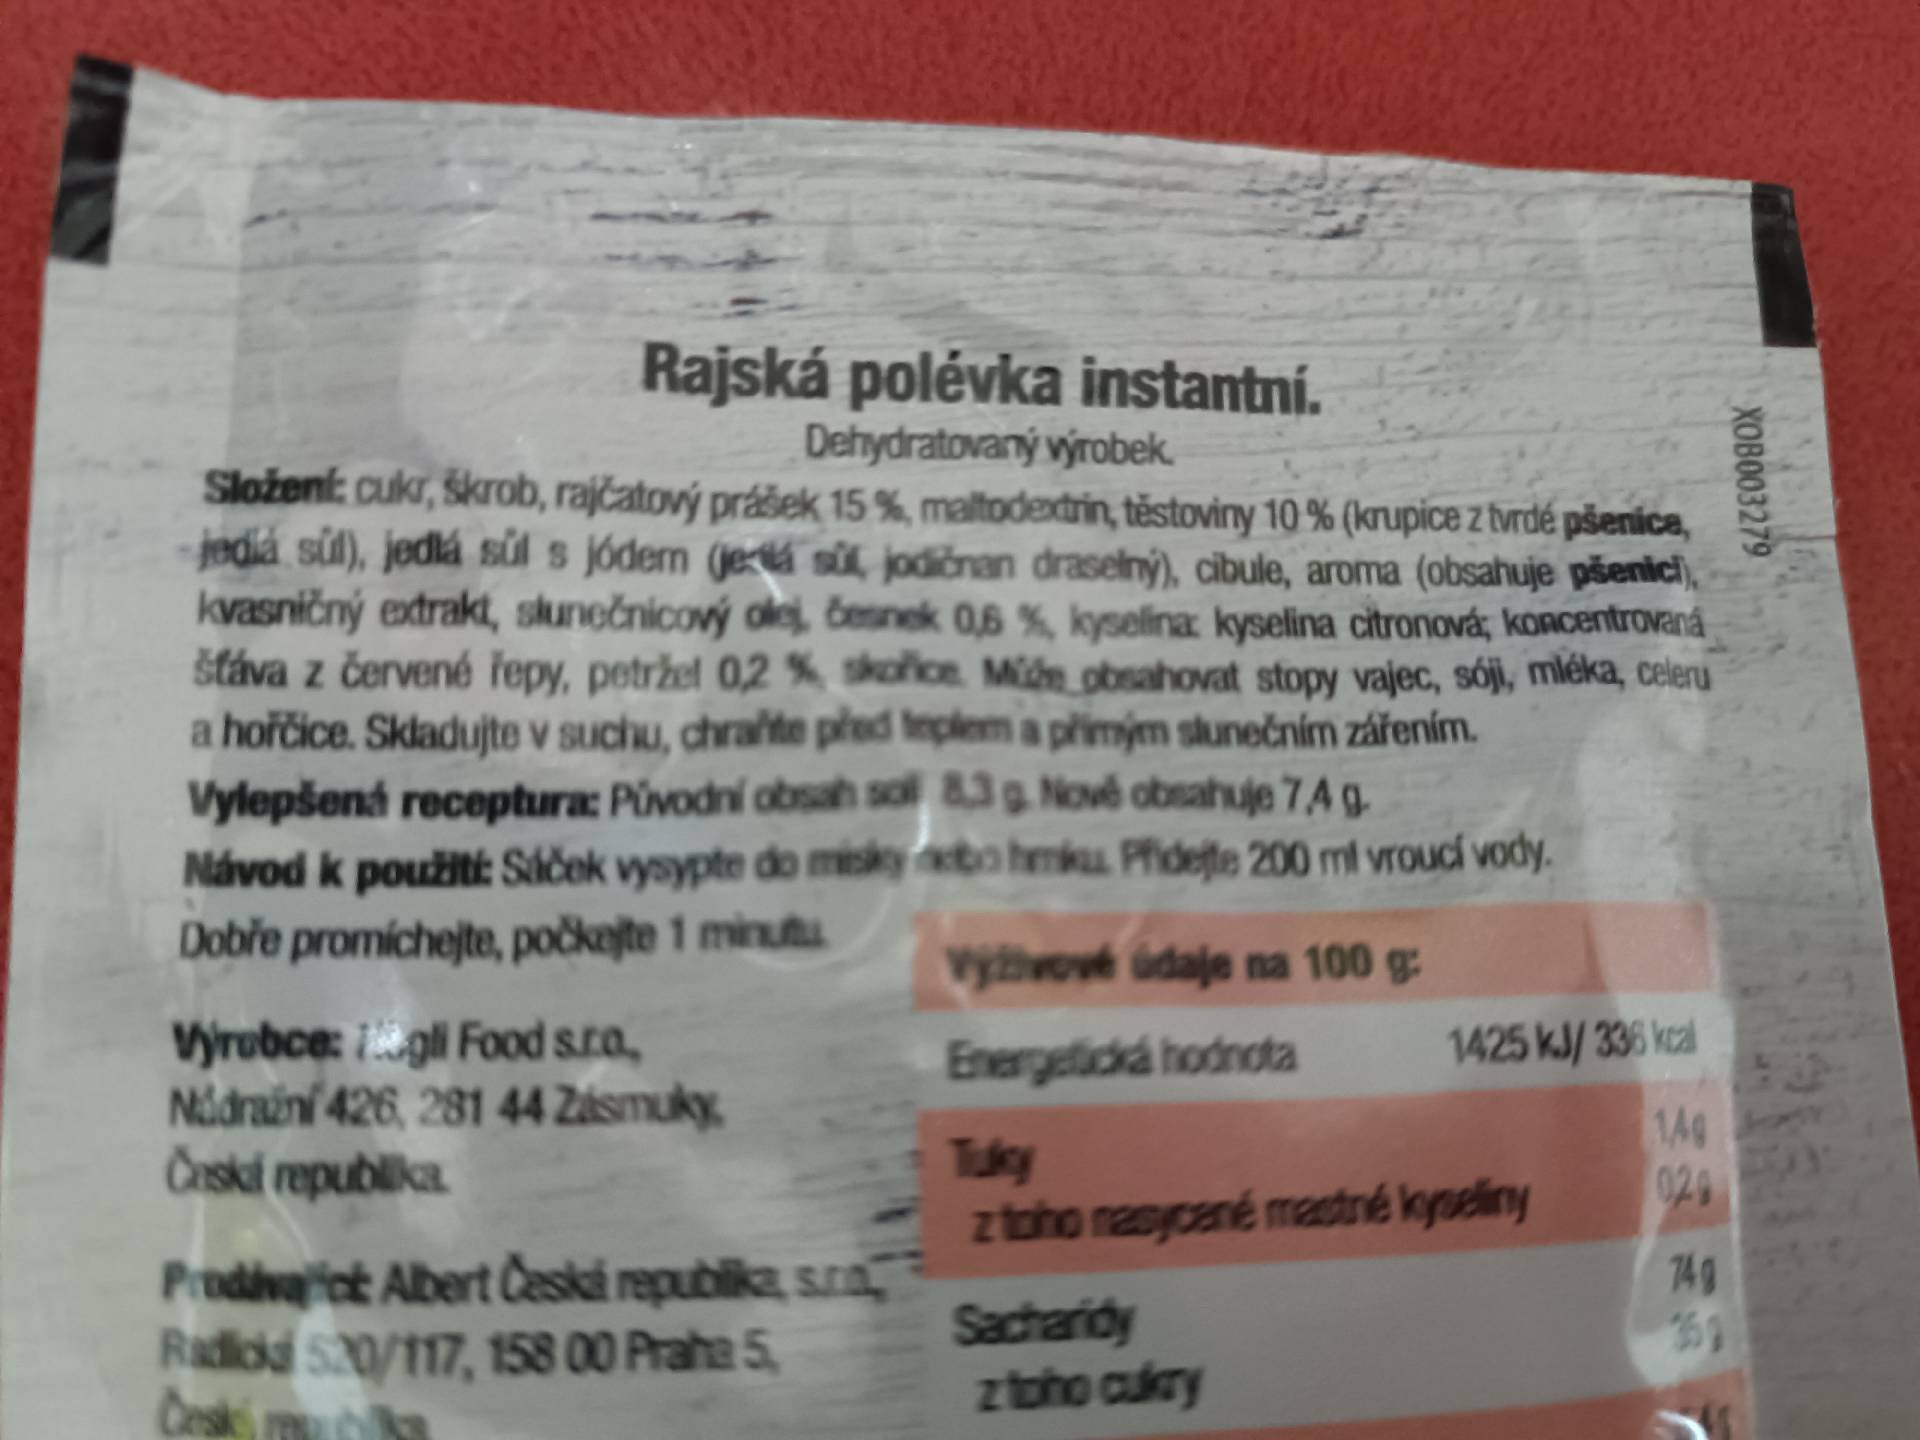 Rajská polévka instantní.
Dehydratovaný výrobek.
XOB003279
Složení: cukr, škrob, rajčatový prášek 15 %, maltodextrin, těstoviny 10 % (krupice z tvrdé pšenice,
jedlá sůl), jedlá sůl s jódem (jedlá sůl, jodičnan draselný), cibule, aroma (obsahuje pšenici),
kvasničný extrakt, slunečnicový olej, česnek 0,6 %, kyselina: kyselina citronová; koncentrovaná
šťáva z červené řepy, petržel 0,2 %, skořice. Může obsahovat stopy vajec, sóji, mléka, celeru
a hořčice. Skladujte v suchu, chraňte před teplem a přímým slunečním zářením.
Vylepšená receptura: Původní obsah soli 8,3 g. Nově obsahuje 7,4 g.
Návod k použití: Sáček vysypte do misky nebo hrnku. Přidejte 200 ml vroucí vody.
Dobře promíchejte, počkejte 1 minutu.
Výrobce: Food s.r.o.,
Nádražní 426, 281 44 Zásmuky,
Česká republika.
Prodávající: Albert Česká republika, s.r.o.,
520/117, 158 00 Praha 5,
Česká republika
Výživové údaje na 100 g:
Energetická hodnota 1425 kJ/ 336 kcal
Tuky 1,4 g
z toho nasycené mastné kyseliny 0,2 g
Sacharidy 74 g
z toho cukry